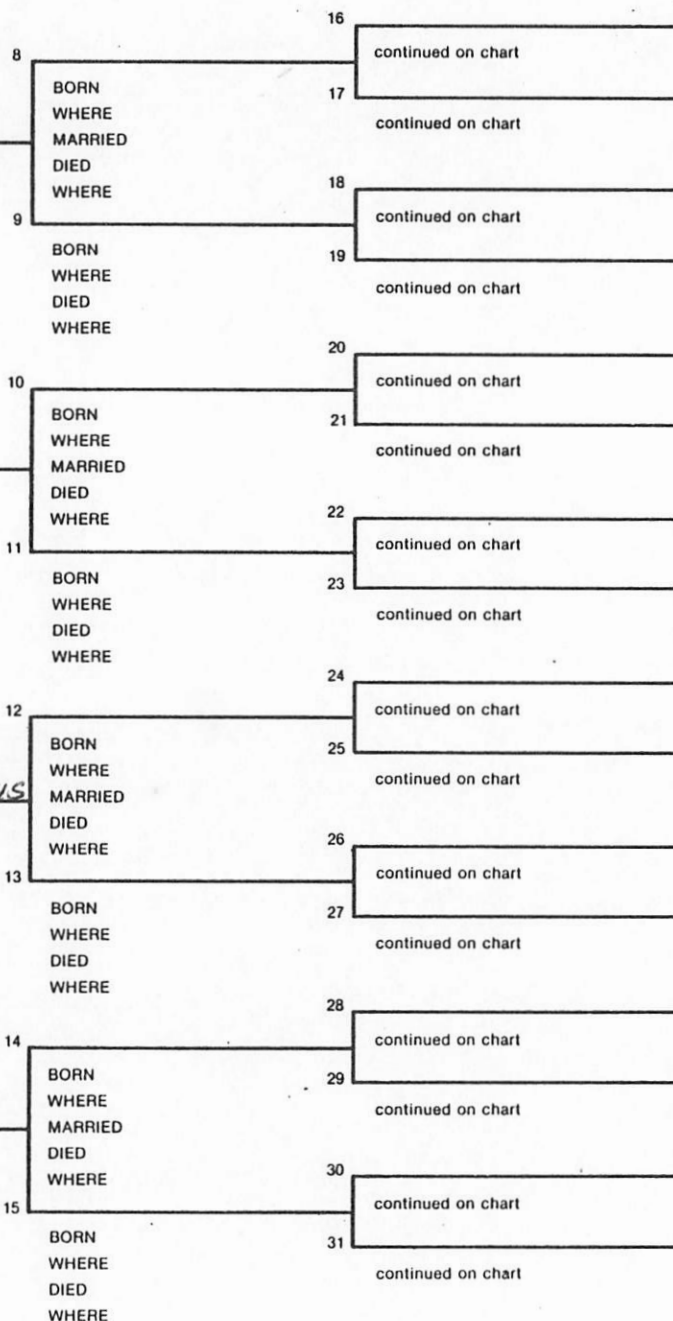 16
continued on chart
8
17
BORN
continued on chart
WHERE
MARRIED
DIED
WHERE
18
continued on chart
9
19
BORN
continued on chart
WHERE
DIED
WHERE
20
continued on chart
10
21
BORN
continued on chart
WHERE
MARRIED
DIED
WHERE
22
continued on chart
11
23
BORN
continued on chart
WHERE
DIED
WHERE
24
continued on chart
12
25
BORN
continued on chart
WHERE
MARRIED
DIED
WHERE
26
continued on chart
13
27
BORN
continued on chart
WHERE
DIED
WHERE
28
continued on chart
14
29
BORN
continued on chart
WHERE
MARRIED
DIED
WHERE
30
continued on chart
15
31
BORN
continued on chart
WHERE
DIED
WHERE